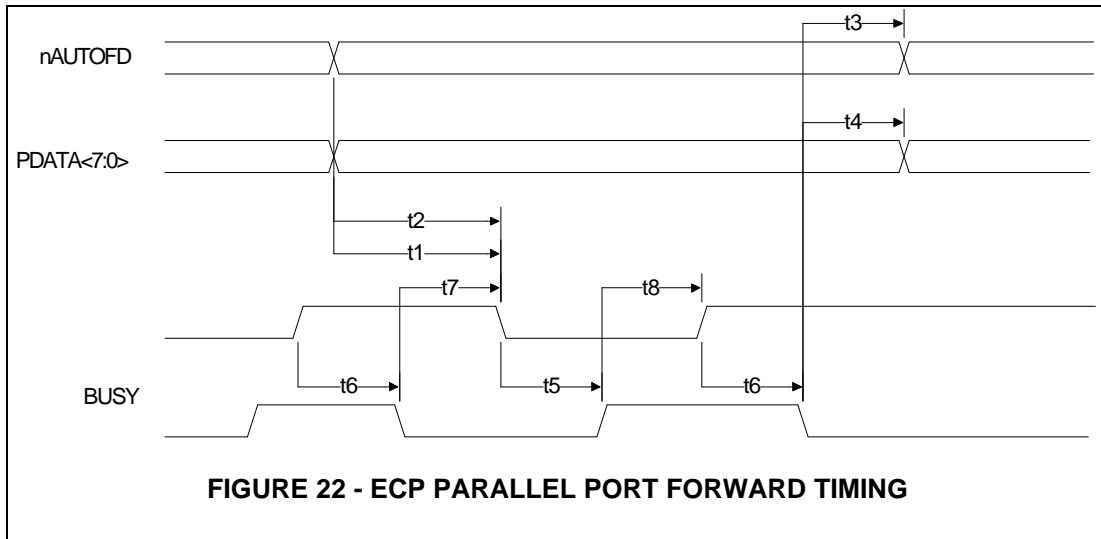 t3
nAUTOFD
t4
PDATA<7:0>
t2
t1
t7
t8
t6
t5
t6
BUSY
FIGURE 22 - ECP PARALLEL PORT FORWARD TIMING